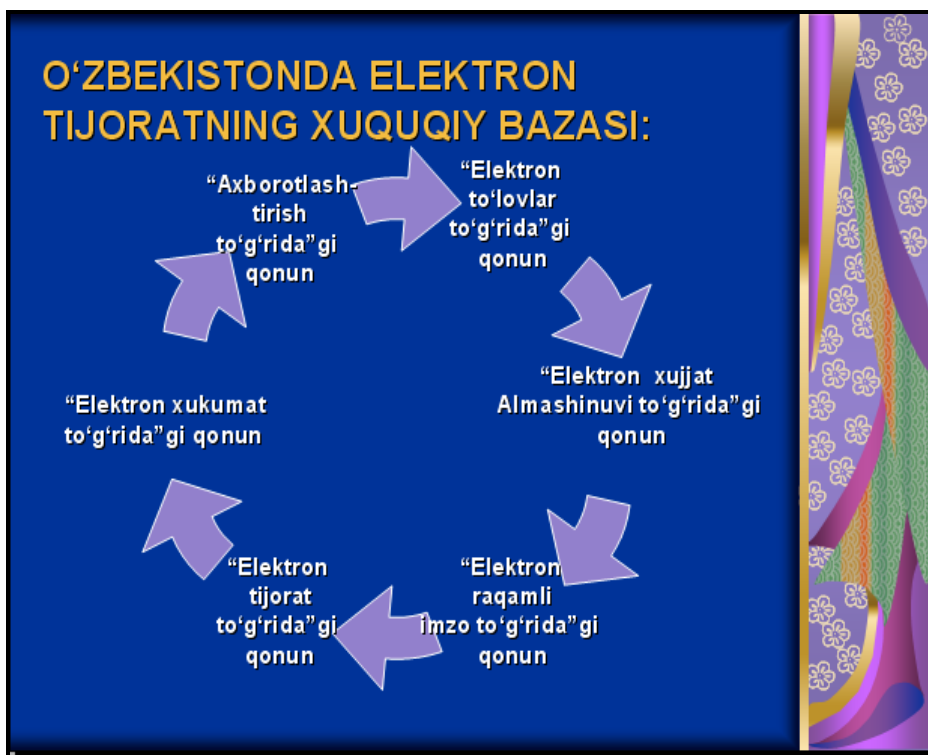 O‘ZBEKISTONDA ELEKTRON
TIJORATNING XUQUQIY BAZASI:
“Axborotlash-
tirish
to‘g‘rida”gi
qonun
“Elektron
to‘lovlar
to‘g‘rida”gi
qonun
“Elektron xujjat
Almashinuvi to‘g‘rida”gi
qonun
“Elektron
raqamli
imzo to‘g‘rida”gi
qonun
“Elektron
tijorat
to‘g‘rida”gi
qonun
“Elektron xukumat
to‘g‘rida”gi qonun